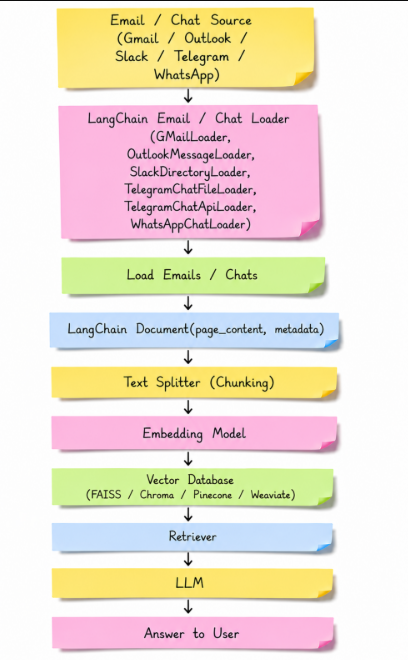 Email / Chat Source
(Gmail / Outlook /
Slack / Telegram /
WhatsApp)
LangChain Email / Chat Loader
(GMailLoader,
OutlookMessageLoader,
SlackDirectoryLoader,
TelegramChatFileLoader,
TelegramChatApiLoader,
WhatsAppChatLoader)
Load Emails / Chats
LangChain Document(page_content, metadata)
Text Splitter (Chunking)
Embedding Model
Vector Database
(FAISS / Chroma / Pinecone / Weaviate)
Retriever
LLM
Answer to User